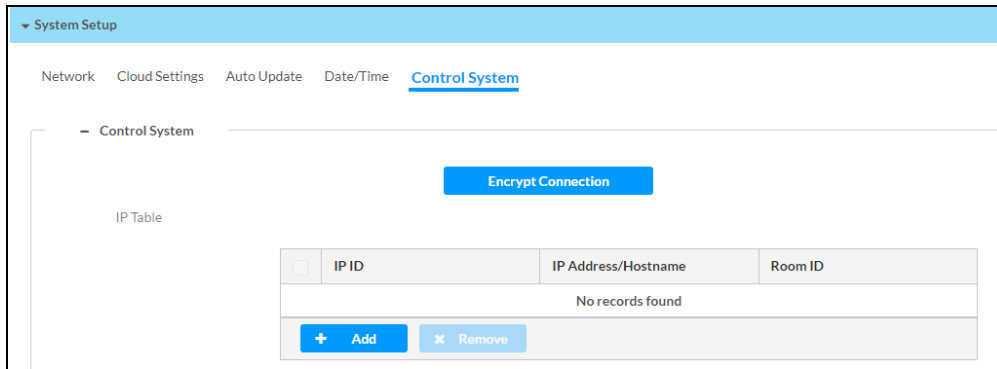 System Setup
Network Cloud Settings Auto Update Date/Time Control System
Control System
Encrypt Connection
IP Table
IP ID IP Address/Hostname Room ID
No records found
Add Remove